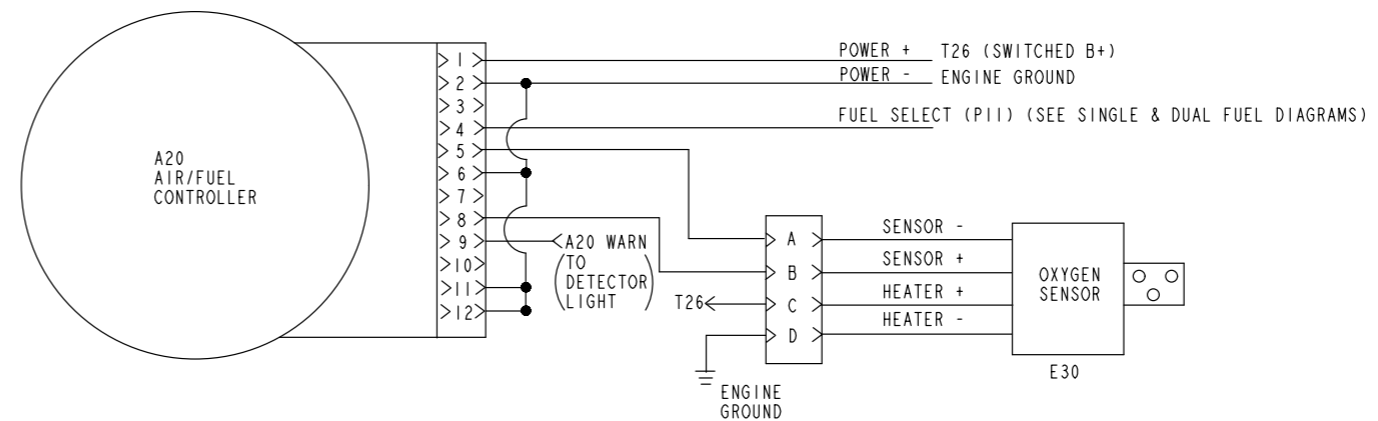 POWER + T26 (SWITCHED B+)
POWER - ENGINE GROUND
FUEL SELECT (P11) (SEE SINGLE & DUAL FUEL DIAGRAMS)
A20
AIR/FUEL
CONTROLLER
1
2
3
4
5
6
7
8
9
10
11
12
A20 WARN
TO
DETECTOR
LIGHT
T26
A
B
C
D
SENSOR -
SENSOR +
HEATER +
HEATER -
OXYGEN
SENSOR
E30
ENGINE
GROUND